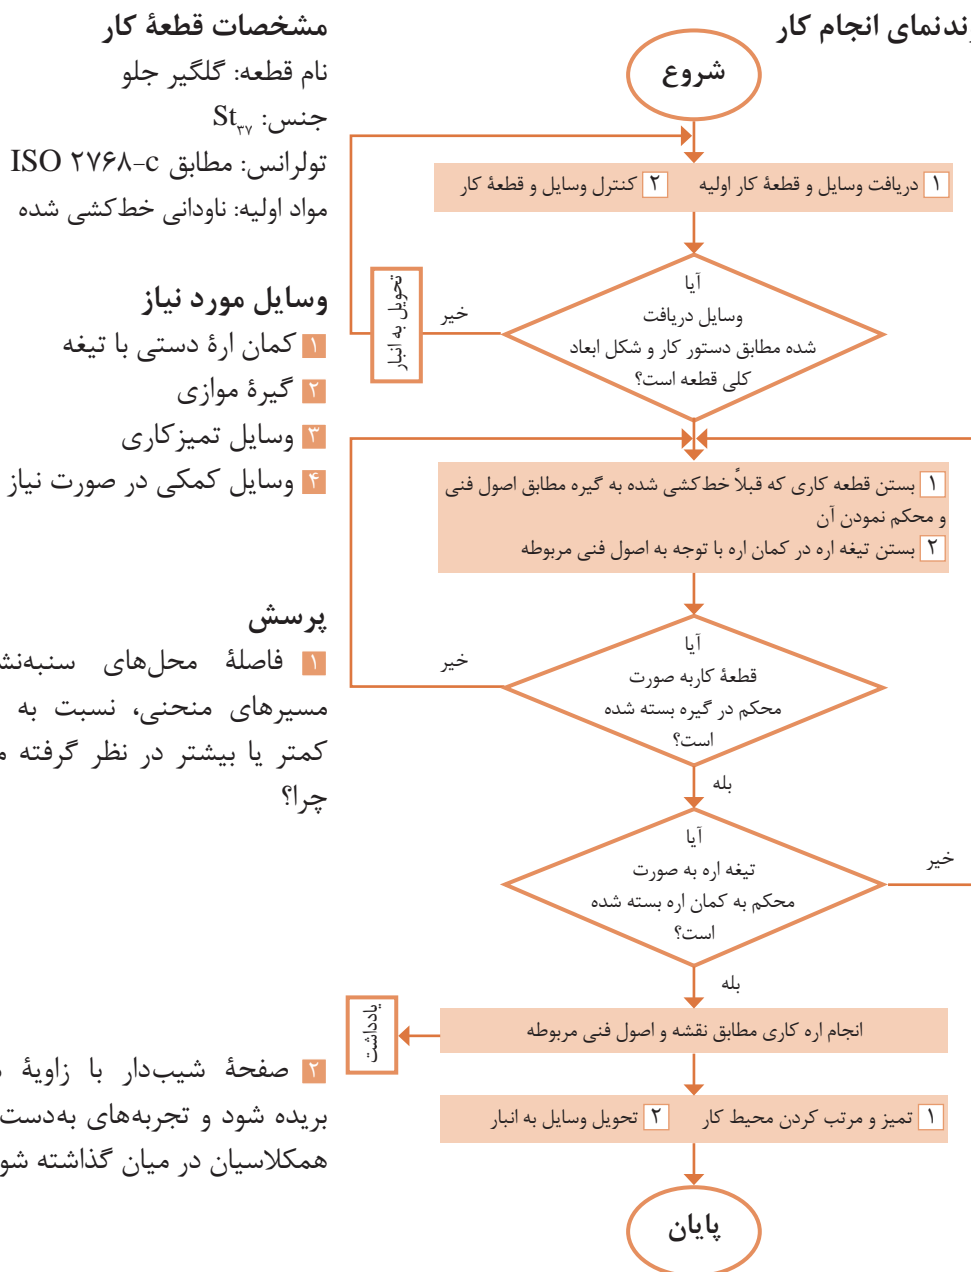 روندنمای انجام کار
شروع
۱ دریافت وسایل و قطعهٔ کار اولیه ۲ کنترل وسایل و قطعهٔ کار
آیا
وسایل دریافت
شده مطابق دستور کار و شکل ابعاد
کلی قطعه است؟
خیر
تحویل به انبار
۱ بستن قطعه کاری که قبلاً خط‌کشی شده به گیره مطابق اصول فنی
و محکم نمودن آن
۲ بستن تیغه اره در کمان اره با توجه به اصول فنی مربوطه
آیا
قطعهٔ کاربه صورت
محکم در گیره بسته شده
است؟
خیر
بله
آیا
تیغه اره به صورت
محکم به کمان اره بسته شده
است؟
خیر
بله
انجام اره کاری مطابق نقشه و اصول فنی مربوطه
یادداشت
۱ تمیز و مرتب کردن محیط کار ۲ تحویل وسایل به انبار
پایان
مشخصات قطعهٔ کار
نام قطعه: گلگیر جلو
جنس: St۳۷
تولرانس: مطابق ISO ۲۷۶۸-c
مواد اولیه: ناودانی خط‌کشی شده
وسایل مورد نیاز
۱ کمان ارهٔ دستی با تیغه
۲ گیرهٔ موازی
۳ وسایل تمیزکاری
۴ وسایل کمکی در صورت نیاز
پرسش
۱ فاصلهٔ محل‌های
مسیرهای منحنی، نسبت به
کمتر یا بیشتر در نظر گرفته
چرا؟
۲ صفحهٔ شیب‌دار با زاویهٔ
بریده شود و تجربه‌های به‌دست
همکلاسیان در میان گذاشته